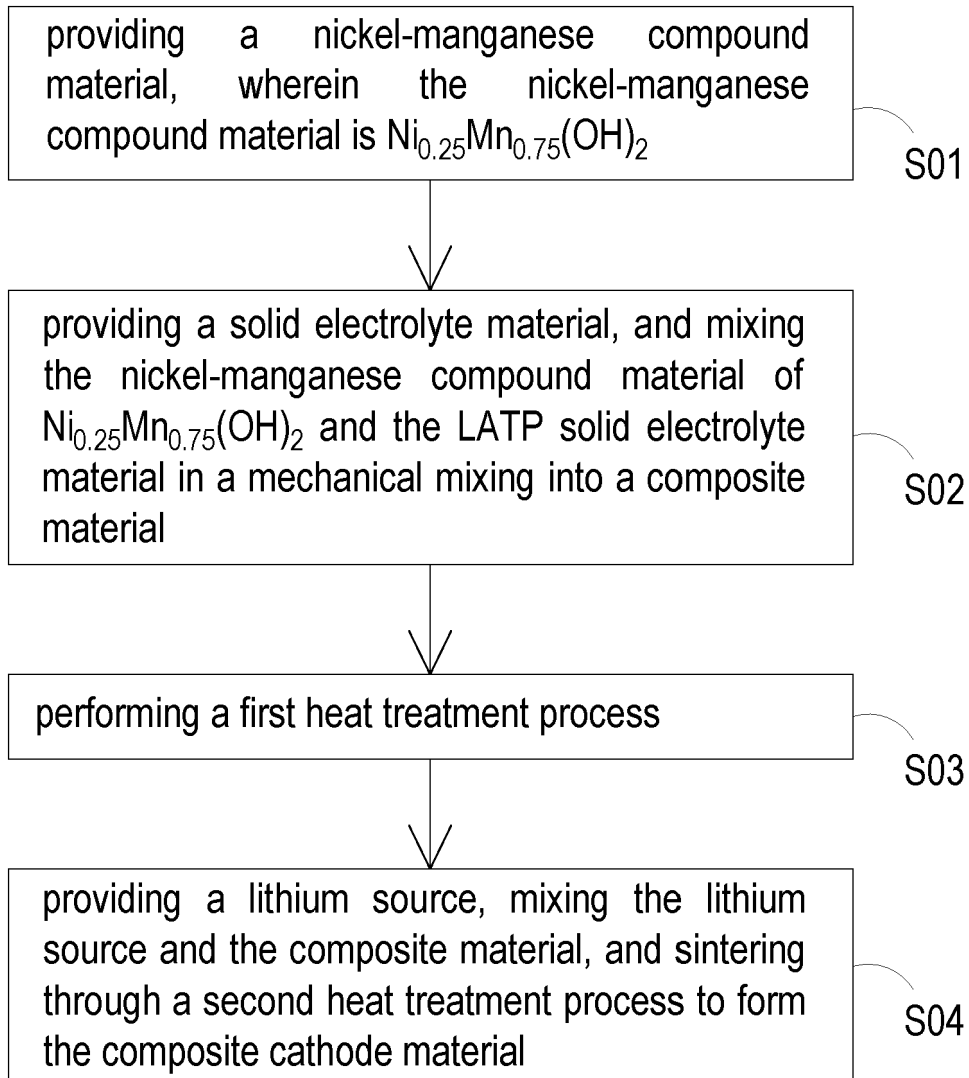 providing a nickel-manganese compound
material, wherein the nickel-manganese
compound material is Ni₀.₂₅Mn₀.₇₅(OH)₂
S01
providing a solid electrolyte material, and mixing
the nickel-manganese compound material of
Ni₀.₂₅Mn₀.₇₅(OH)₂ and the LATP solid electrolyte
material in a mechanical mixing into a composite
material
S02
performing a first heat treatment process
S03
providing a lithium source, mixing the lithium
source and the composite material, and sintering
through a second heat treatment process to form
the composite cathode material
S04